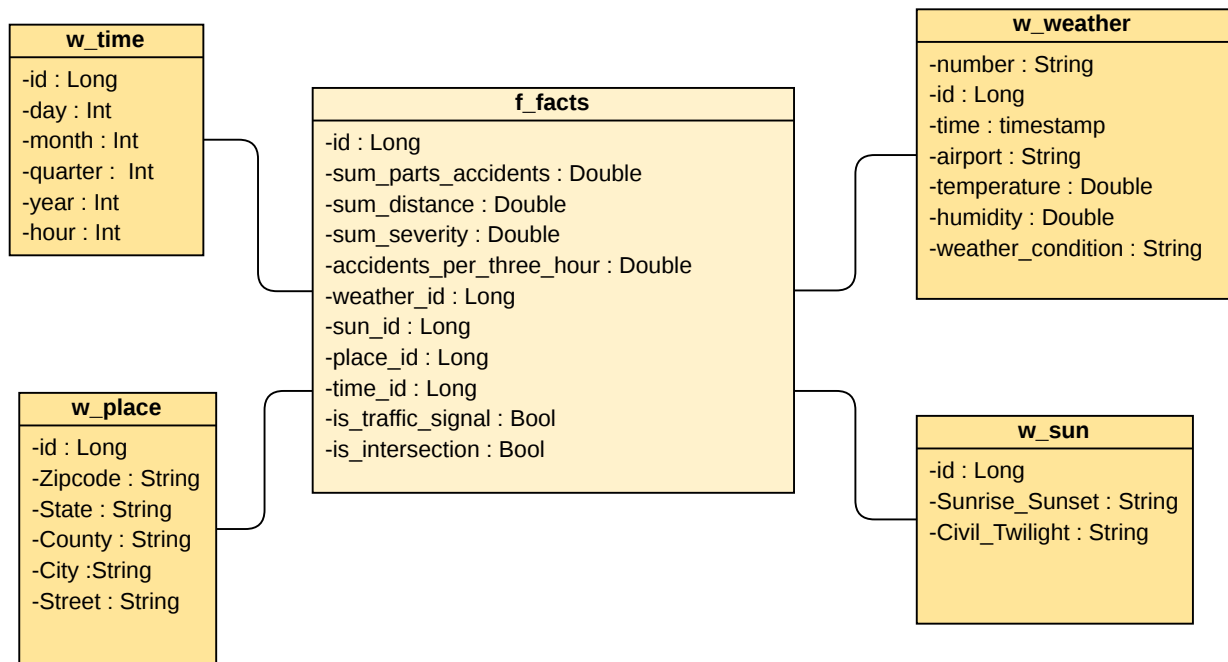 w_time
-id : Long
-day : Int
-month : Int
-quarter :  Int
-year : Int
-hour : Int
f_facts
-id : Long
-sum_parts_accidents : Double
-sum_distance : Double
-sum_severity : Double
-accidents_per_three_hour : Double
-weather_id : Long
-sun_id : Long
-place_id : Long
-time_id : Long
-is_traffic_signal : Bool
-is_intersection : Bool
w_weather
-number : String
-id : Long
-time : timestamp
-airport : String
-temperature : Double
-humidity : Double
-weather_condition : String
w_place
-id : Long
-Zipcode : String
-State : String
-County : String
-City :String
-Street : String
w_sun
-id : Long
-Sunrise_Sunset : String
-Civil_Twilight : String